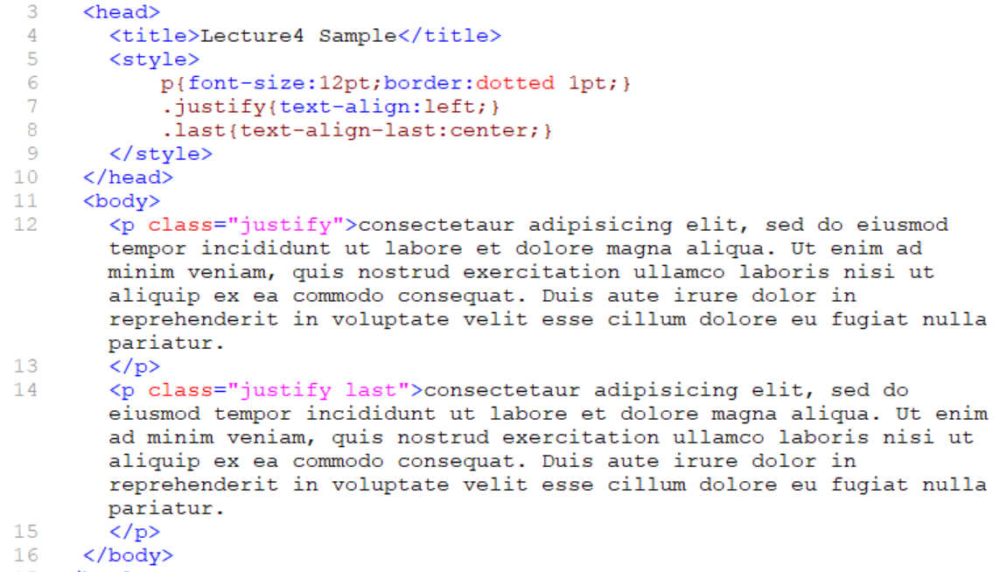 3 <head>
4 <title>Lecture4 Sample</title>
5 <style>
6 p{font-size:12pt;border:dotted 1pt;}
7 .justify{text-align:left;}
8 .last{text-align-last:center;}
9 </style>
10 </head>
11 <body>
12 <p class="justify">consectetaur adipisicing elit, sed do eiusmod
tempor incididunt ut labore et dolore magna aliqua. Ut enim ad
minim veniam, quis nostrud exercitation ullamco laboris nisi ut
aliquip ex ea commodo consequat. Duis aute irure dolor in
reprehenderit in voluptate velit esse cillum dolore eu fugiat nulla
pariatur.
13 </p>
14 <p class="justify last">consectetaur adipisicing elit, sed do
eiusmod tempor incididunt ut labore et dolore magna aliqua. Ut enim
ad minim veniam, quis nostrud exercitation ullamco laboris nisi ut
aliquip ex ea commodo consequat. Duis aute irure dolor in
reprehenderit in voluptate velit esse cillum dolore eu fugiat nulla
pariatur.
15 </p>
16 </body>